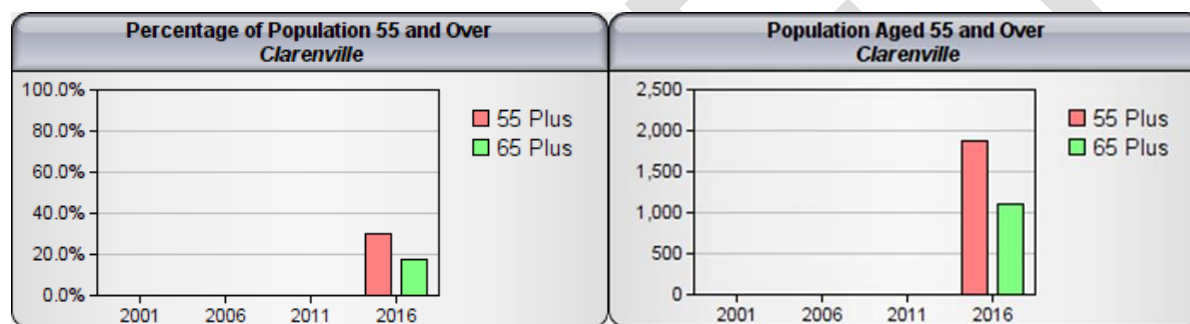 Percentage of Population 55 and Over
Clarenville
100.0%
80.0%
60.0%
40.0%
20.0%
0.0%
2001 2006 2011 2016
55 Plus
65 Plus
Population Aged 55 and Over
Clarenville
2,500
2,000
1,500
1,000
500
0
2001 2006 2011 2016
55 Plus
65 Plus